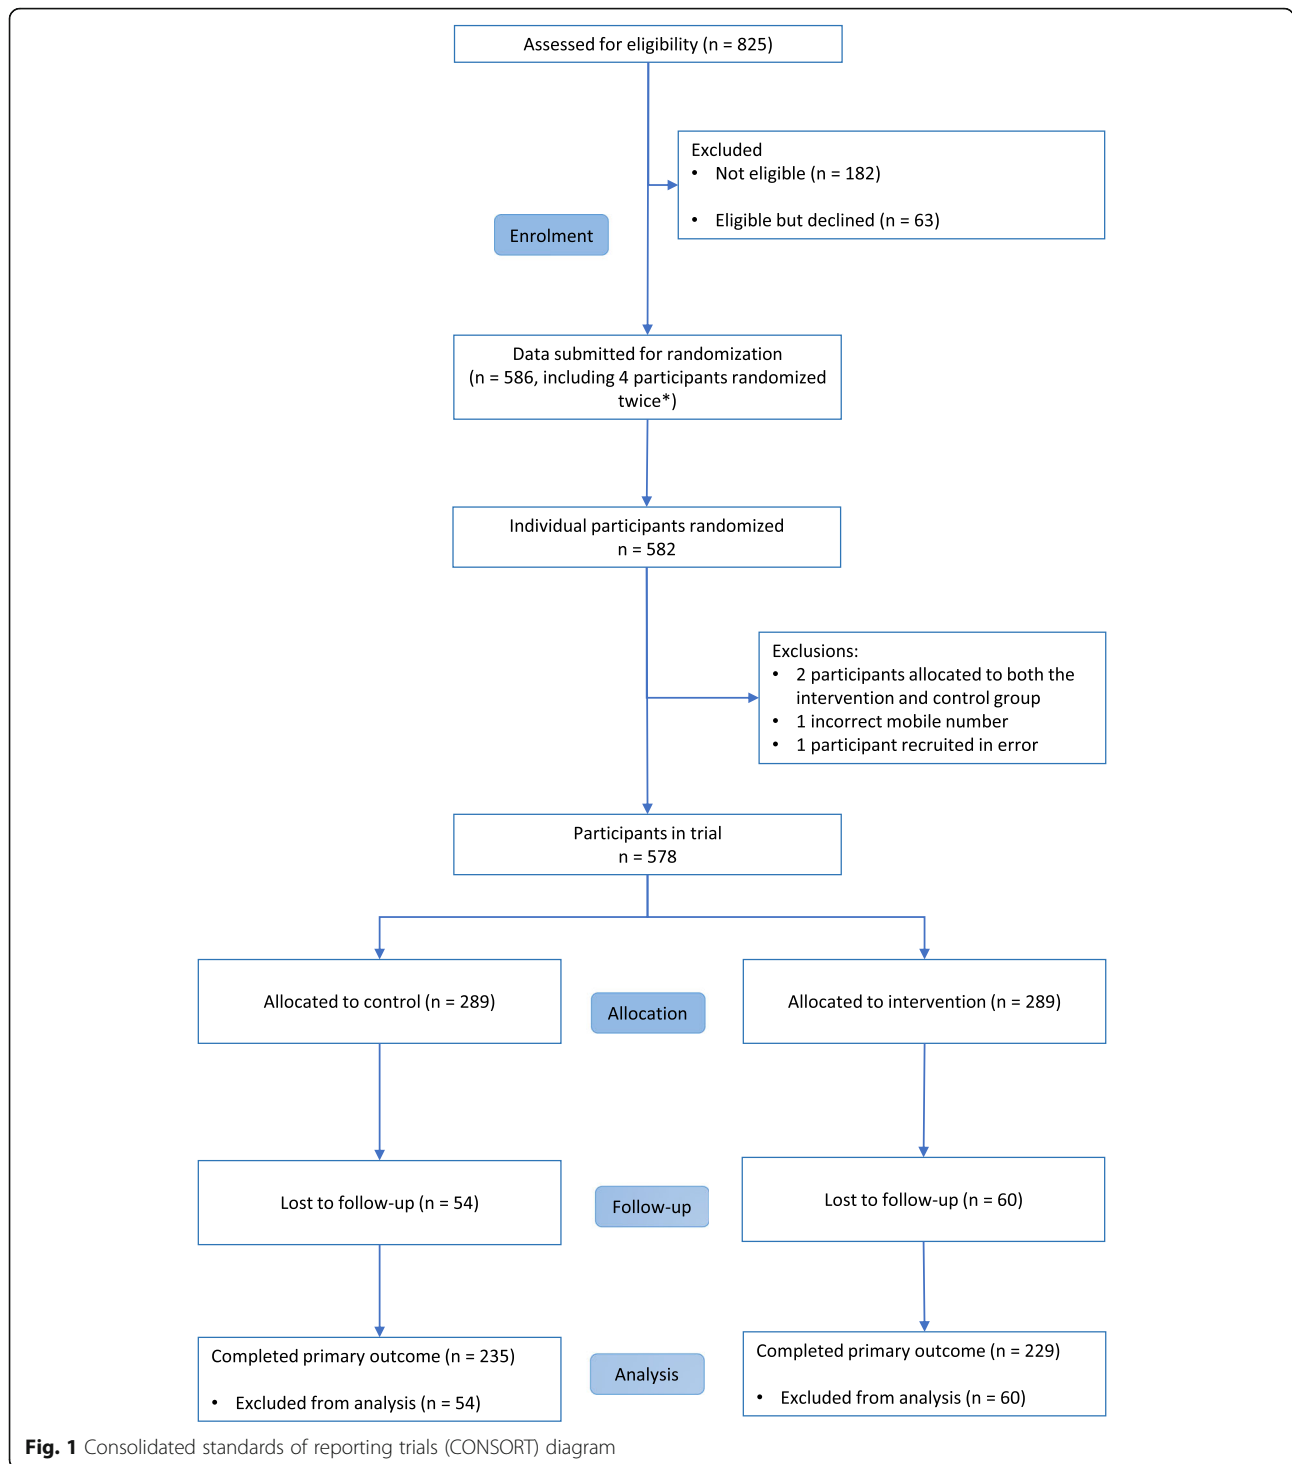 Assessed for eligibility (n = 825)
Excluded
• Not eligible (n = 182)
• Eligible but declined (n = 63)
Enrolment
Data submitted for randomization
(n = 586, including 4 participants randomized
twice*)
Individual participants randomized
n = 582
Exclusions:
• 2 participants allocated to both the
intervention and control group
• 1 incorrect mobile number
• 1 participant recruited in error
Participants in trial
n = 578
Allocated to control (n = 289)
Allocation
Allocated to intervention (n = 289)
Lost to follow-up (n = 54)
Follow-up
Lost to follow-up (n = 60)
Completed primary outcome (n = 235)
• Excluded from analysis (n = 54)
Analysis
Completed primary outcome (n = 229)
• Excluded from analysis (n = 60)
Fig. 1 Consolidated standards of reporting trials (CONSORT) diagram